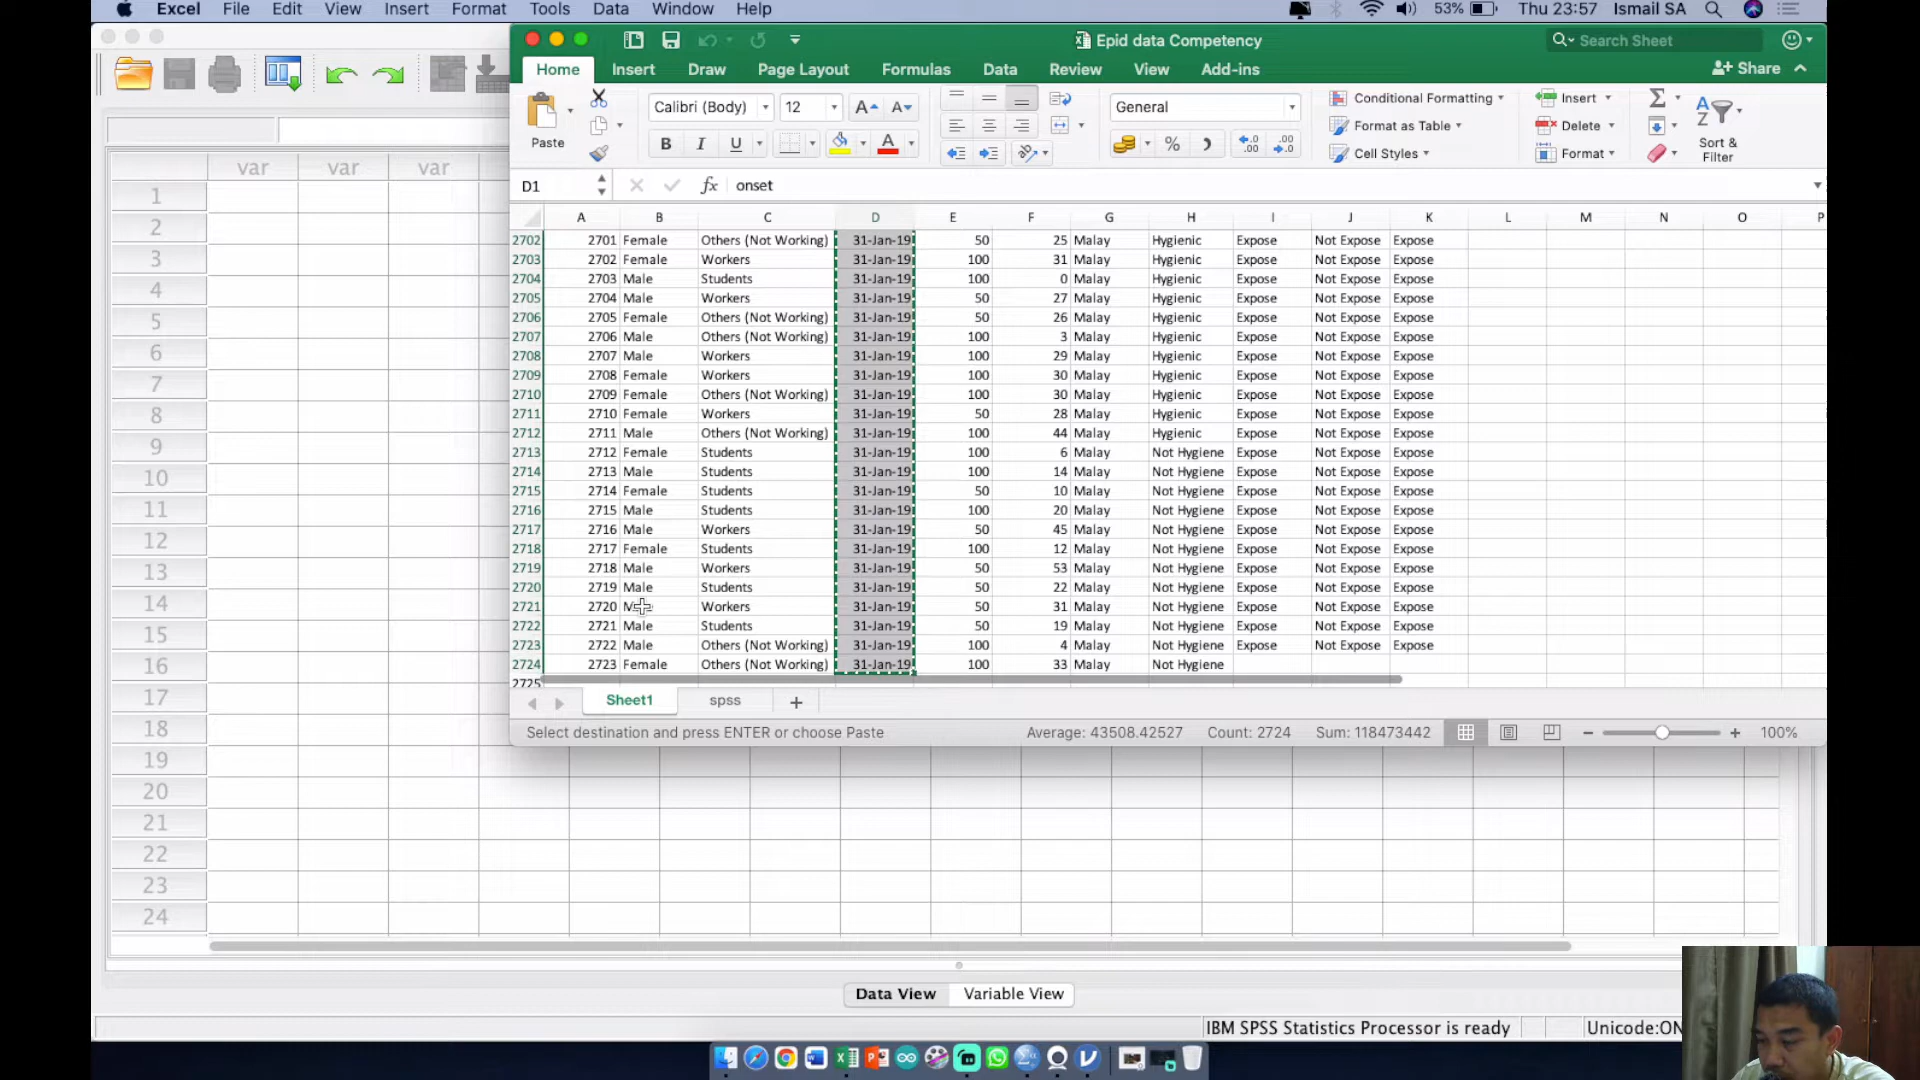 Excel File Edit View Insert Format Tools Data Window Help 53% Thu 23:57 Ismail SA
Epid data Competency
Search Sheet
Home Insert Draw Page Layout Formulas Data Review View Add-ins Share
Paste Calibri (Body) 12 General Conditional Formatting Insert
Format as Table Delete
B I U % Cell Styles Format Sort & Filter
D1 fx onset
A B C D E F G H I J K L M N O P
2702 2701 Female Others (Not Working) 31-Jan-19 50 25 Malay Hygienic Expose Not Expose Expose
2703 2702 Female Workers 31-Jan-19 100 31 Malay Hygienic Expose Not Expose Expose
2704 2703 Male Students 31-Jan-19 100 0 Malay Hygienic Expose Not Expose Expose
2705 2704 Male Workers 31-Jan-19 50 27 Malay Hygienic Expose Not Expose Expose
2706 2705 Female Others (Not Working) 31-Jan-19 50 26 Malay Hygienic Expose Not Expose Expose
2707 2706 Male Others (Not Working) 31-Jan-19 100 3 Malay Hygienic Expose Not Expose Expose
2708 2707 Male Workers 31-Jan-19 100 29 Malay Hygienic Expose Not Expose Expose
2709 2708 Female Workers 31-Jan-19 100 30 Malay Hygienic Expose Not Expose Expose
2710 2709 Female Others (Not Working) 31-Jan-19 100 30 Malay Hygienic Expose Not Expose Expose
2711 2710 Female Workers 31-Jan-19 50 28 Malay Hygienic Expose Not Expose Expose
2712 2711 Male Others (Not Working) 31-Jan-19 100 44 Malay Hygienic Expose Not Expose Expose
2713 2712 Female Students 31-Jan-19 100 6 Malay Not Hygiene Expose Not Expose Expose
2714 2713 Male Students 31-Jan-19 100 14 Malay Not Hygiene Expose Not Expose Expose
2715 2714 Female Students 31-Jan-19 50 10 Malay Not Hygiene Expose Not Expose Expose
2716 2715 Male Students 31-Jan-19 100 20 Malay Not Hygiene Expose Not Expose Expose
2717 2716 Male Workers 31-Jan-19 50 45 Malay Not Hygiene Expose Not Expose Expose
2718 2717 Female Students 31-Jan-19 100 12 Malay Not Hygiene Expose Not Expose Expose
2719 2718 Male Workers 31-Jan-19 50 53 Malay Not Hygiene Expose Not Expose Expose
2720 2719 Male Students 31-Jan-19 50 22 Malay Not Hygiene Expose Not Expose Expose
2721 2720 Workers 31-Jan-19 50 31 Malay Not Hygiene Expose Not Expose Expose
2722 2721 Male Students 31-Jan-19 50 19 Malay Not Hygiene Expose Not Expose Expose
2723 2722 Male Others (Not Working) 31-Jan-19 100 4 Malay Not Hygiene Expose Not Expose Expose
2724 2723 Female Others (Not Working) 31-Jan-19 100 33 Malay Not Hygiene
2725
Sheet1 spss +
Select destination and press ENTER or choose Paste Average: 43508.42527 Count: 2724 Sum: 118473442 100%
var var var
1
2
3
4
5
6
7
8
9
10
11
12
13
14
15
16
17
18
19
20
21
22
23
24
Data View Variable View
IBM SPSS Statistics Processor is ready Unicode:ON